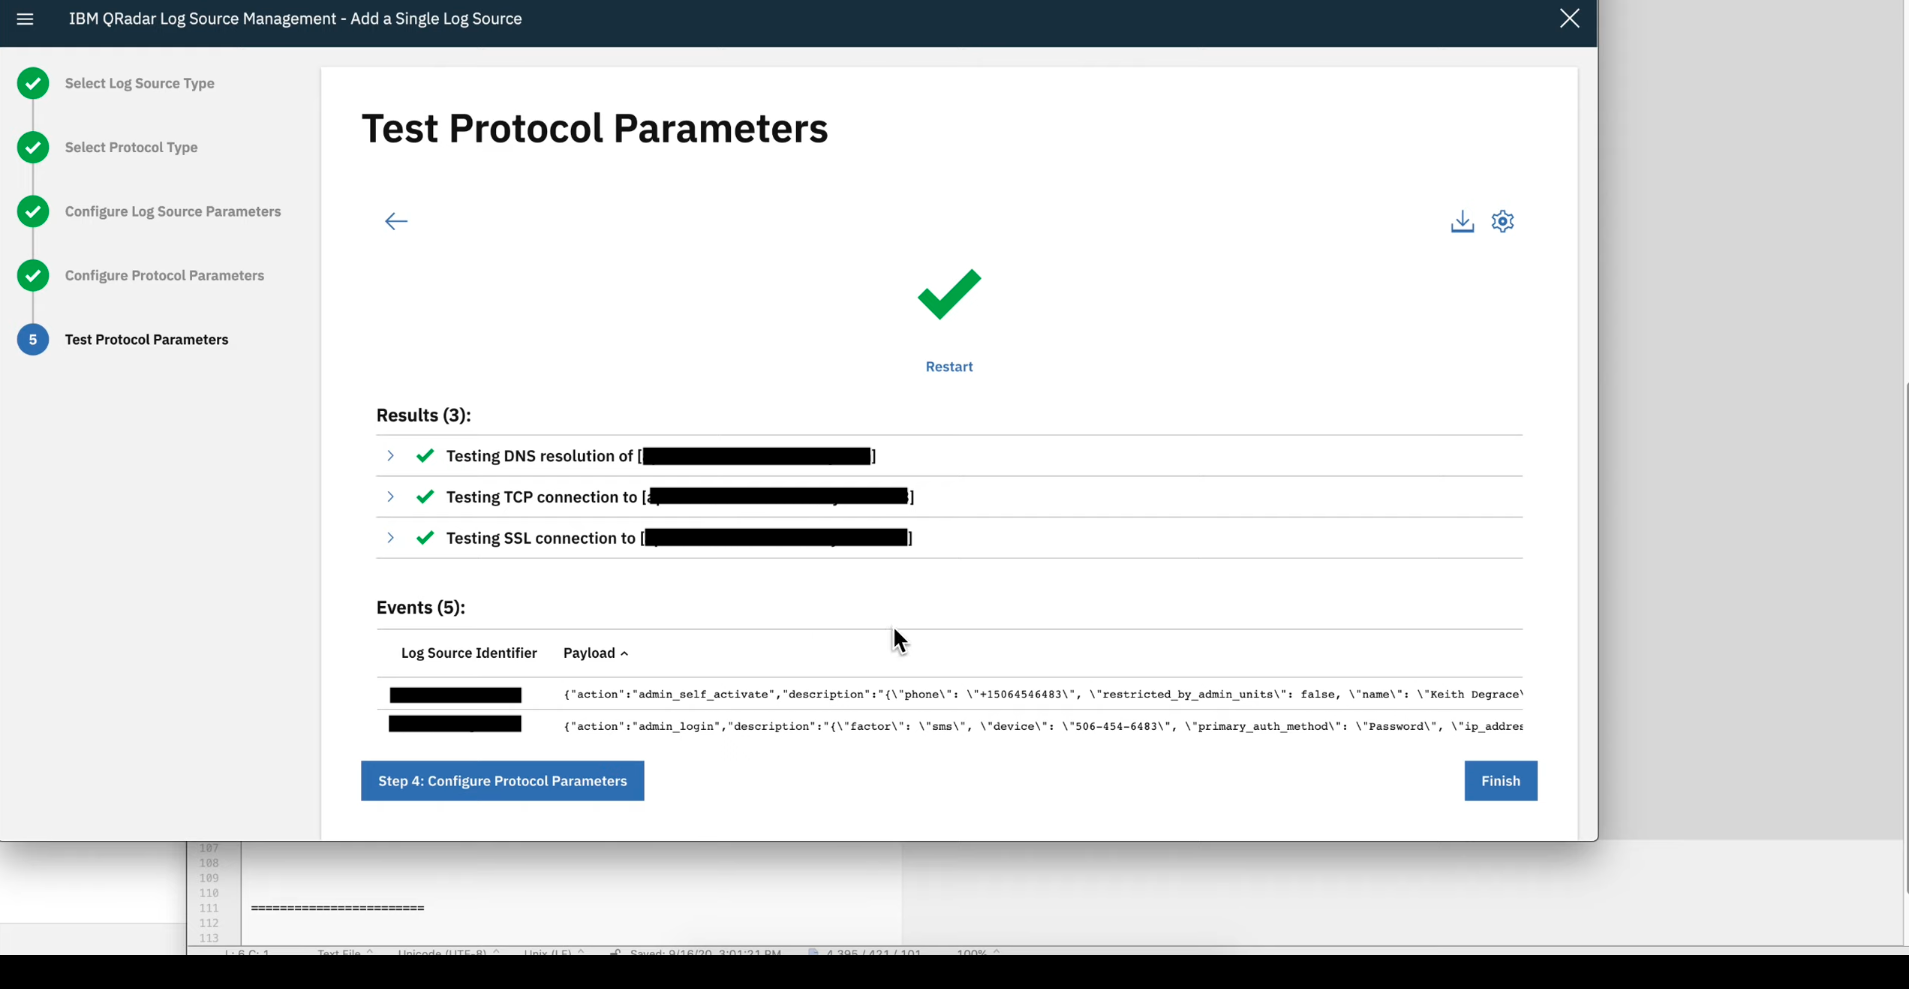 IBM QRadar Log Source Management - Add a Single Log Source
Select Log Source Type
Select Protocol Type
Configure Log Source Parameters
Configure Protocol Parameters
5 Test Protocol Parameters
Test Protocol Parameters
Restart
Results (3):
Testing DNS resolution of [ ]
Testing TCP connection to [ ]
Testing SSL connection to [ ]
Events (5):
Log Source Identifier Payload
{"action":"admin_self_activate","description":"{\"phone\": \"+15064546483\", \"restricted_by_admin_units\": false, \"name\": \"Keith Degrace\
{"action":"admin_login","description":"{\"factor\": \"sms\", \"device\": \"506-454-6483\", \"primary_auth_method\": \"Password\", \"ip_addres
Step 4: Configure Protocol Parameters
Finish
107
108
109
110
111 ========================
112
113
L: 6 C: 1 Text File Unicode (UTF-8) Unix (LF) Saved: 9/16/20, 3:01:21 PM 4,395 / 421 / 101 100%